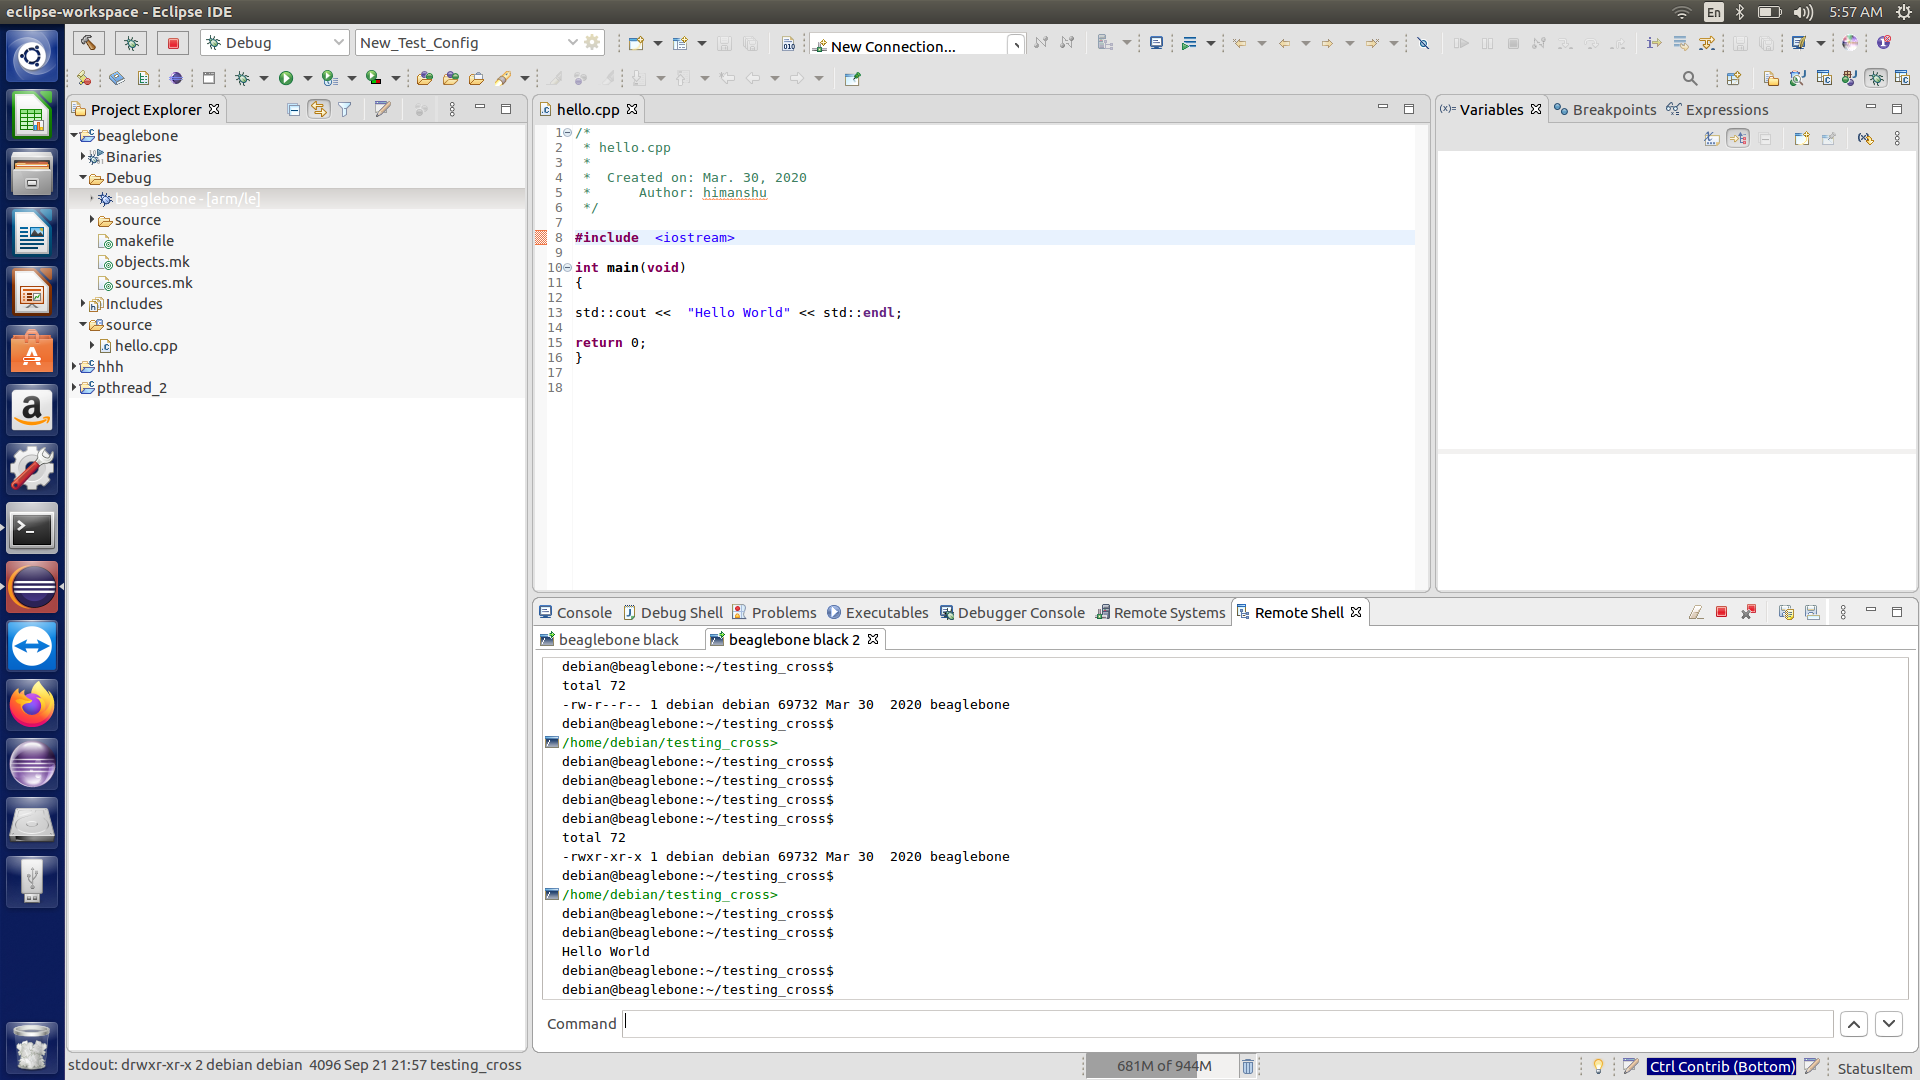 eclipse-workspace - Eclipse IDE
En
5:57 AM
Debug
New_Test_Config
New Connection...
Project Explorer
beaglebone
Binaries
Debug
beaglebone - [arm/le]
source
makefile
objects.mk
sources.mk
Includes
source
hello.cpp
hhh
pthread_2
hello.cpp
1 /*
2  * hello.cpp
3  *
4  *  Created on: Mar. 30, 2020
5  *      Author: himanshu
6  */
7
8 #include  <iostream>
9
10 int main(void)
11 {
12
13 std::cout <<  "Hello World" << std::endl;
14
15 return 0;
16 }
17
18
(x)= Variables
Breakpoints
Expressions
Console
Debug Shell
Problems
Executables
Debugger Console
Remote Systems
Remote Shell
beaglebone black
beaglebone black 2
debian@beaglebone:~/testing_cross$
total 72
-rw-r--r-- 1 debian debian 69732 Mar 30  2020 beaglebone
debian@beaglebone:~/testing_cross$
/home/debian/testing_cross>
debian@beaglebone:~/testing_cross$
debian@beaglebone:~/testing_cross$
debian@beaglebone:~/testing_cross$
debian@beaglebone:~/testing_cross$
total 72
-rwxr-xr-x 1 debian debian 69732 Mar 30  2020 beaglebone
debian@beaglebone:~/testing_cross$
/home/debian/testing_cross>
debian@beaglebone:~/testing_cross$
debian@beaglebone:~/testing_cross$
Hello World
debian@beaglebone:~/testing_cross$
debian@beaglebone:~/testing_cross$
Command
stdout: drwxr-xr-x 2 debian debian  4096 Sep 21 21:57 testing_cross
681M of 944M
Ctrl Contrib (Bottom)
StatusItem